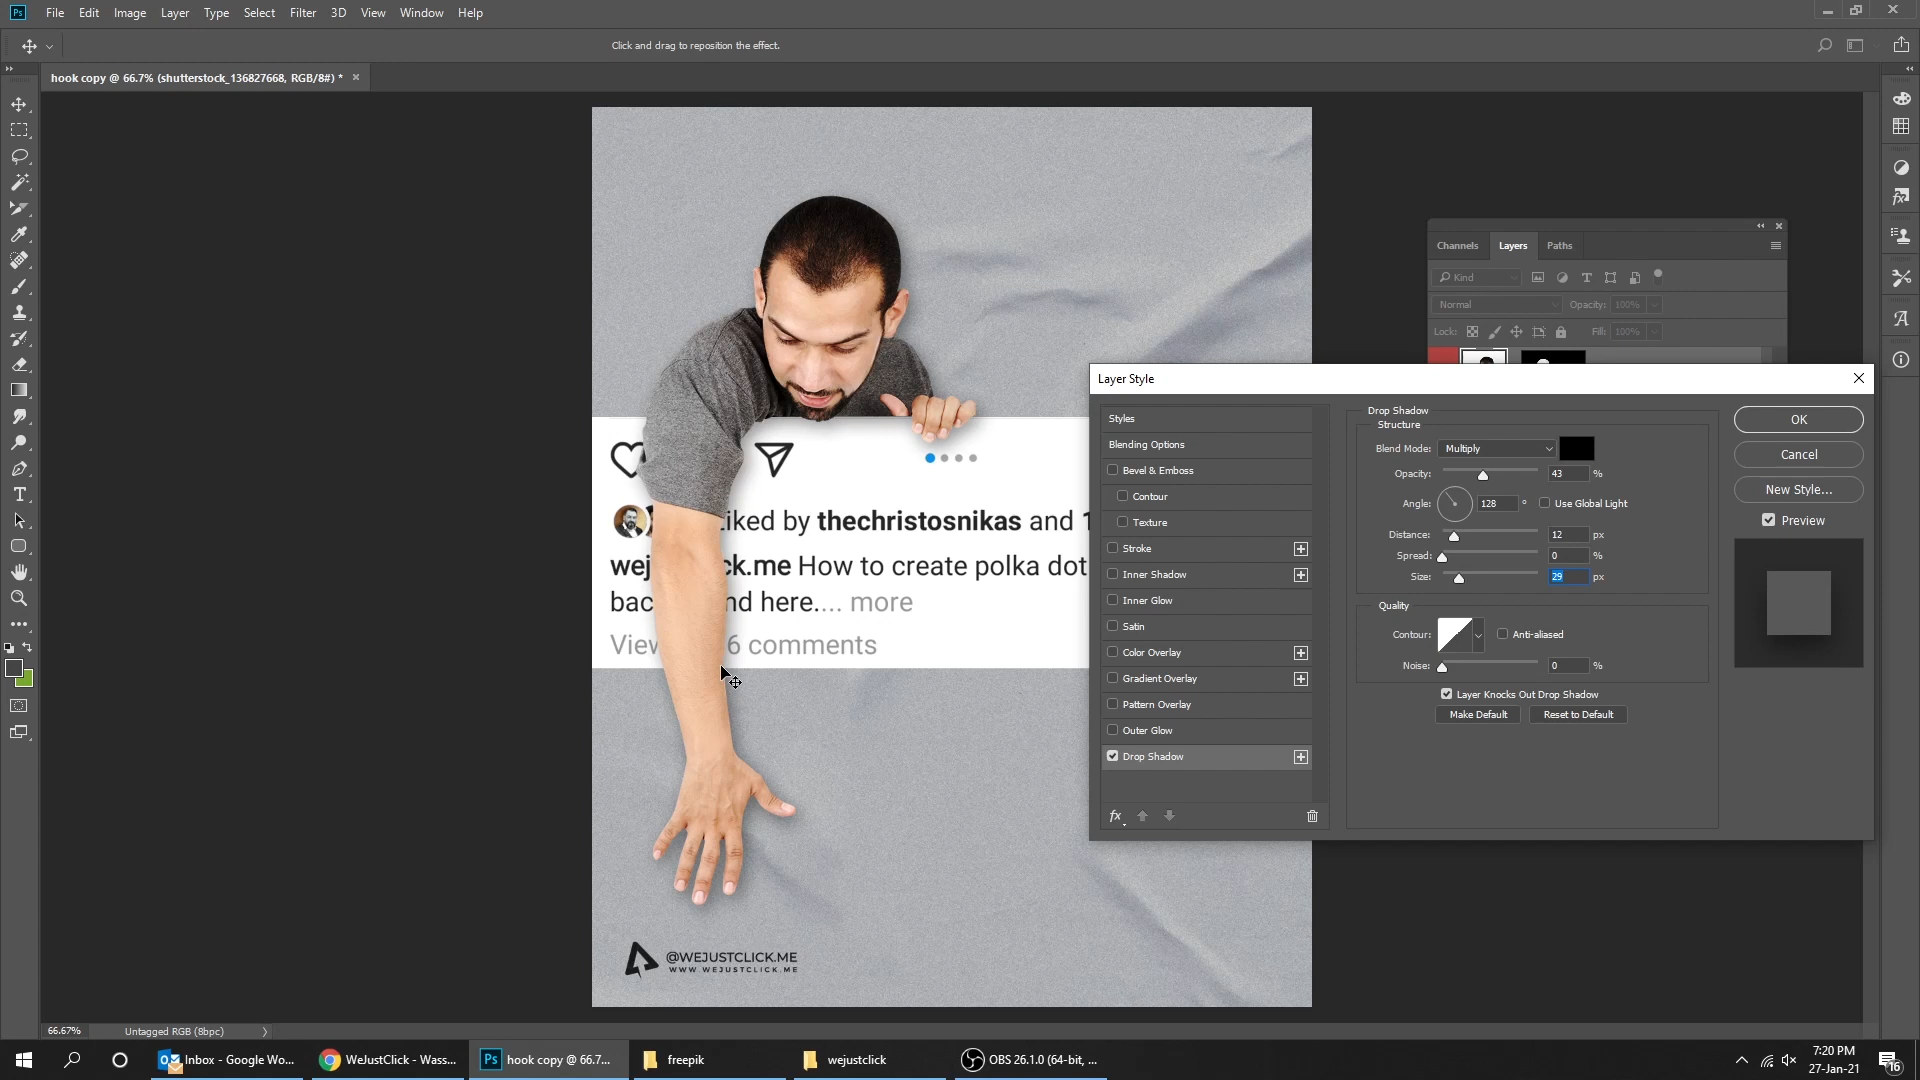 Ps File Edit Image Layer Type Select Filter 3D View Window Help
Click and drag to reposition the effect.
hook copy @ 66.7% (shutterstock_136827668, RGB/8#) * ×
Channels Layers Paths
Kind
Normal Opacity: 100%
Lock: Fill: 100%
Layer Style
Styles
Blending Options
Bevel & Emboss
Contour
Texture
Stroke
Inner Shadow
Inner Glow
Satin
Color Overlay
Gradient Overlay
Pattern Overlay
Outer Glow
Drop Shadow
fx
Drop Shadow
Structure
Blend Mode: Multiply
Opacity: 43 %
Angle: 128 ° Use Global Light
Distance: 12 px
Spread: 0 %
Size: 29 px
Quality
Contour: Anti-aliased
Noise: 0 %
Layer Knocks Out Drop Shadow
Make Default Reset to Default
OK
Cancel
New Style...
Preview
Liked by thechristosnikas and
ck.me How to create polka dot
here.... more
6 comments
@WEJUSTCLICK.ME
WWW.WEJUSTCLICK.ME
66.67% Untagged RGB (8bpc)
Inbox - Google Wo... WeJustClick - Wass... Ps hook copy @ 66.7... freepik wejustclick OBS 26.1.0 (64-bit, ...
7:20 PM
27-Jan-21
16